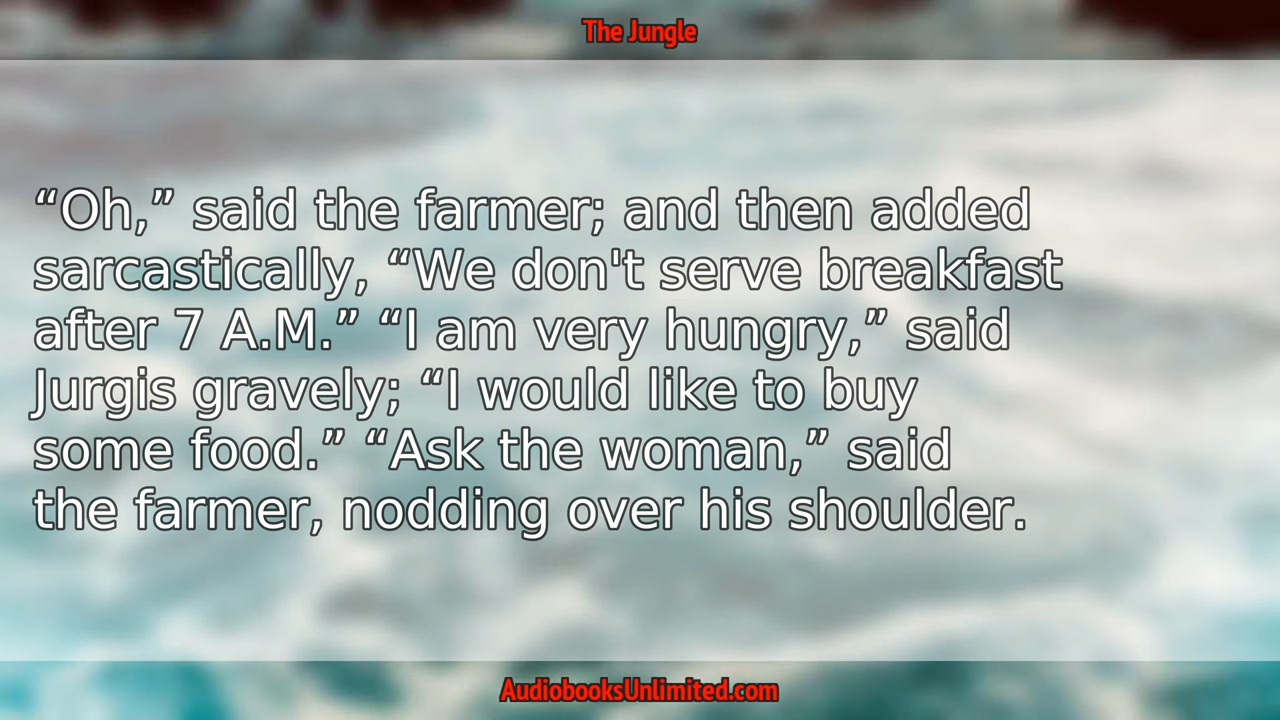 The Jungle
“Oh,” said the farmer; and then added
sarcastically, “We don't serve breakfast
after 7 A.M.” “I am very hungry,” said
Jurgis gravely; “I would like to buy
some food.” “Ask the woman,” said
the farmer, nodding over his shoulder.
AudiobooksUnlimited.com